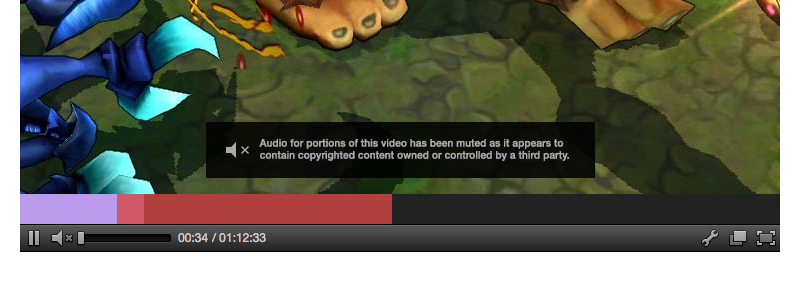 Audio for portions of this video has been muted as it appears to
contain copyrighted content owned or controlled by a third party.
00:34 / 01:12:33